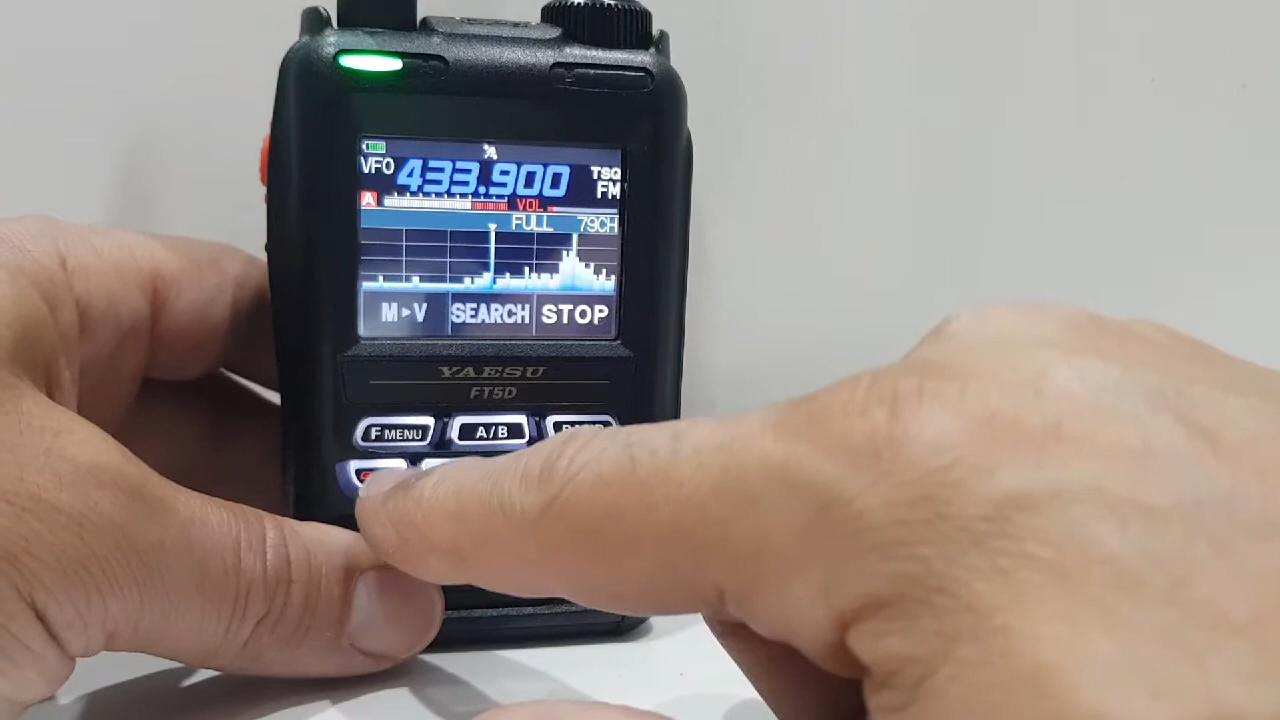 VFO 433.900 TSQ
FM
A VOL
FULL 79CH
M▸V SEARCH STOP
YAESU
FT5D
F MENU A/B